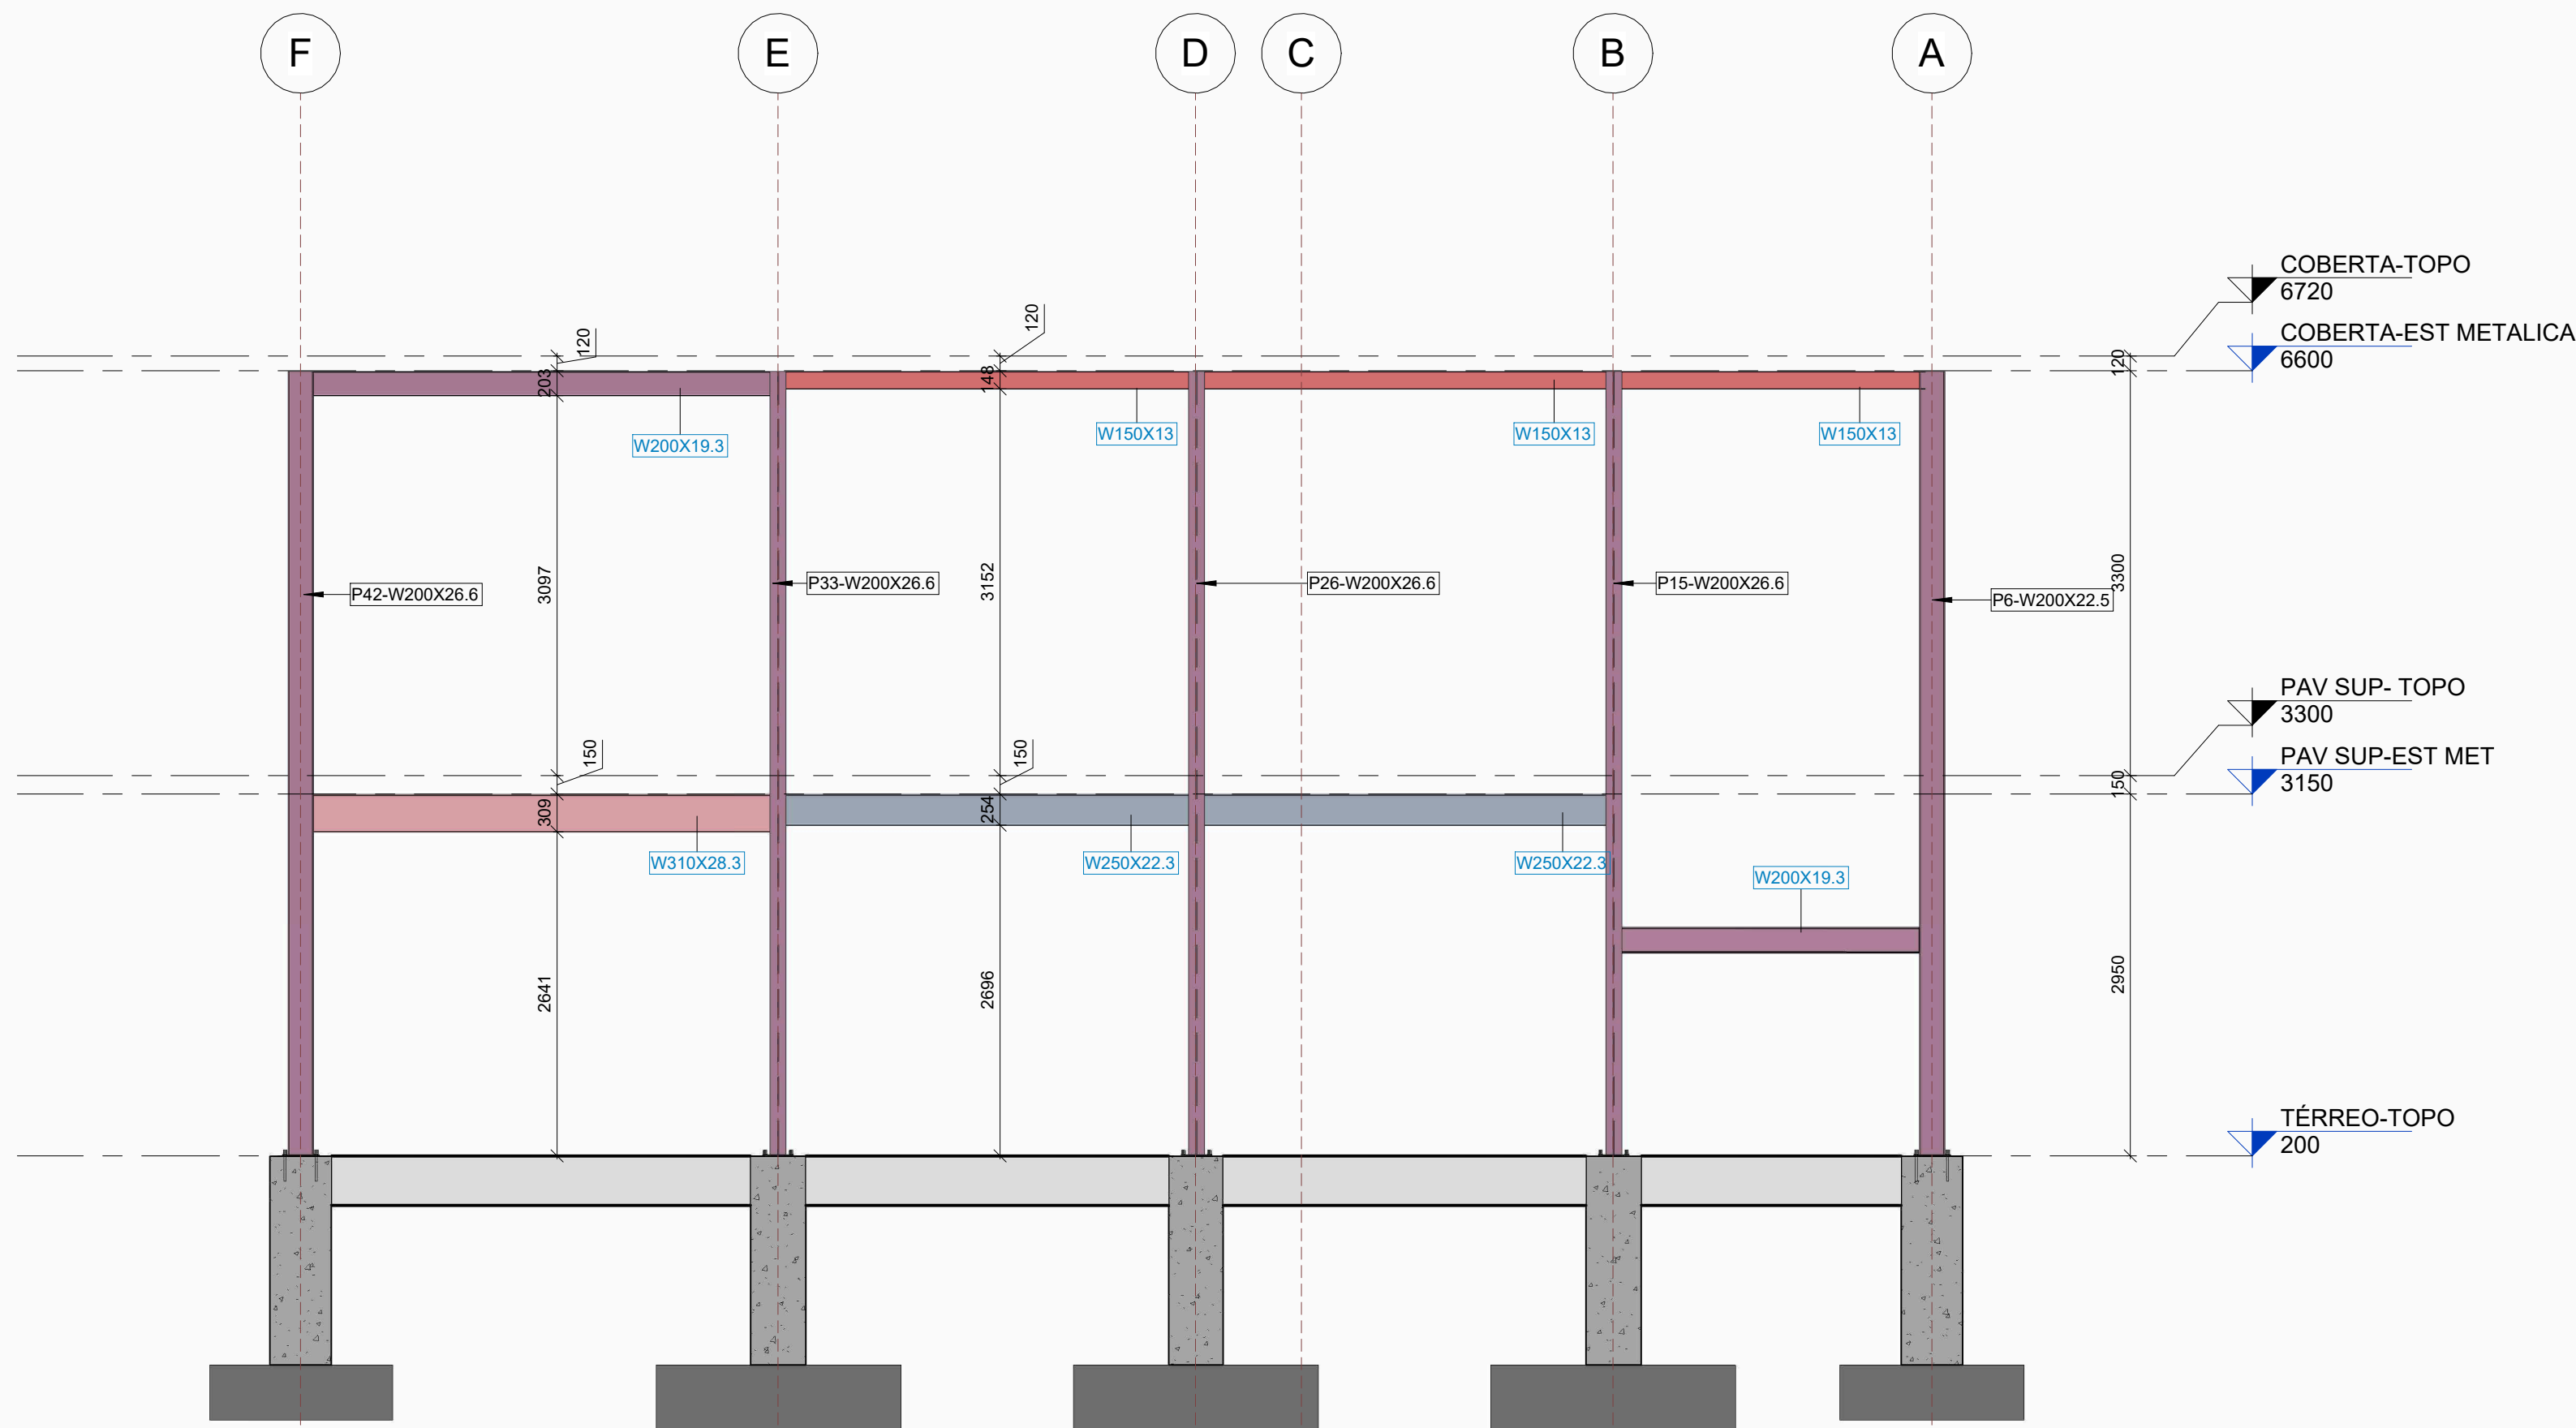 F
E
D
C
B
A
COBERTA-TOPO
6720
COBERTA-EST METALICA
6600
120
120
120
203
148
W200X19.3
W150X13
W150X13
W150X13
3097
3152
3300
P42-W200X26.6
P33-W200X26.6
P26-W200X26.6
P15-W200X26.6
P6-W200X22.5
PAV SUP- TOPO
3300
PAV SUP-EST MET
3150
150
150
150
309
254
W310X28.3
W250X22.3
W250X22.3
W200X19.3
2641
2696
2950
TÉRREO-TOPO
200